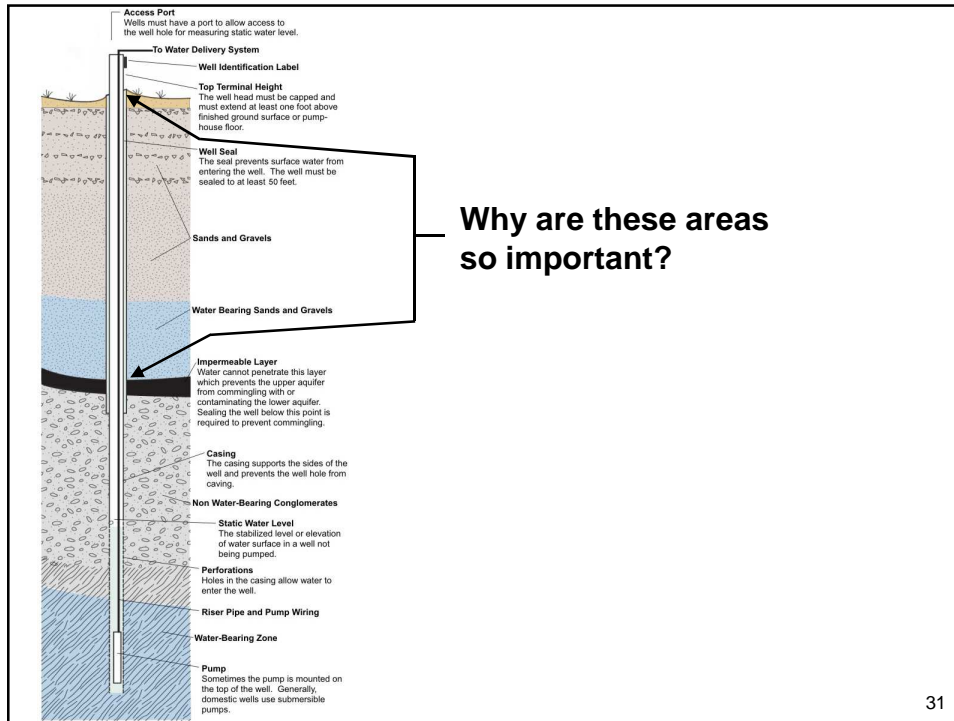 Access Port
Wells must have a port to allow access to
the well hole for measuring static water level.
To Water Delivery System
Well Identification Label
Top Terminal Height
The well head must be capped and
must extend at least one foot above
finished ground surface or pump-
house floor.
Well Seal
The seal prevents surface water from
entering the well. The well must be
sealed to at least 50 feet.
Why are these areas
so important?
Sands and Gravels
Water Bearing Sands and Gravels
Impermeable Layer
Water cannot penetrate this layer
which prevents the upper aquifer
from commingling with or
contaminating the lower aquifer.
Sealing the well below this point is
required to prevent commingling.
Casing
The casing supports the sides of the
well and prevents the well hole from
caving.
Non Water-Bearing Conglomerates
Static Water Level
The stabilized level or elevation
of water surface in a well not
being pumped.
Perforations
Holes in the casing allow water to
enter the well.
Riser Pipe and Pump Wiring
Water-Bearing Zone
Pump
Sometimes the pump is mounted on
the top of the well. Generally,
domestic wells use submersible
pumps.
31